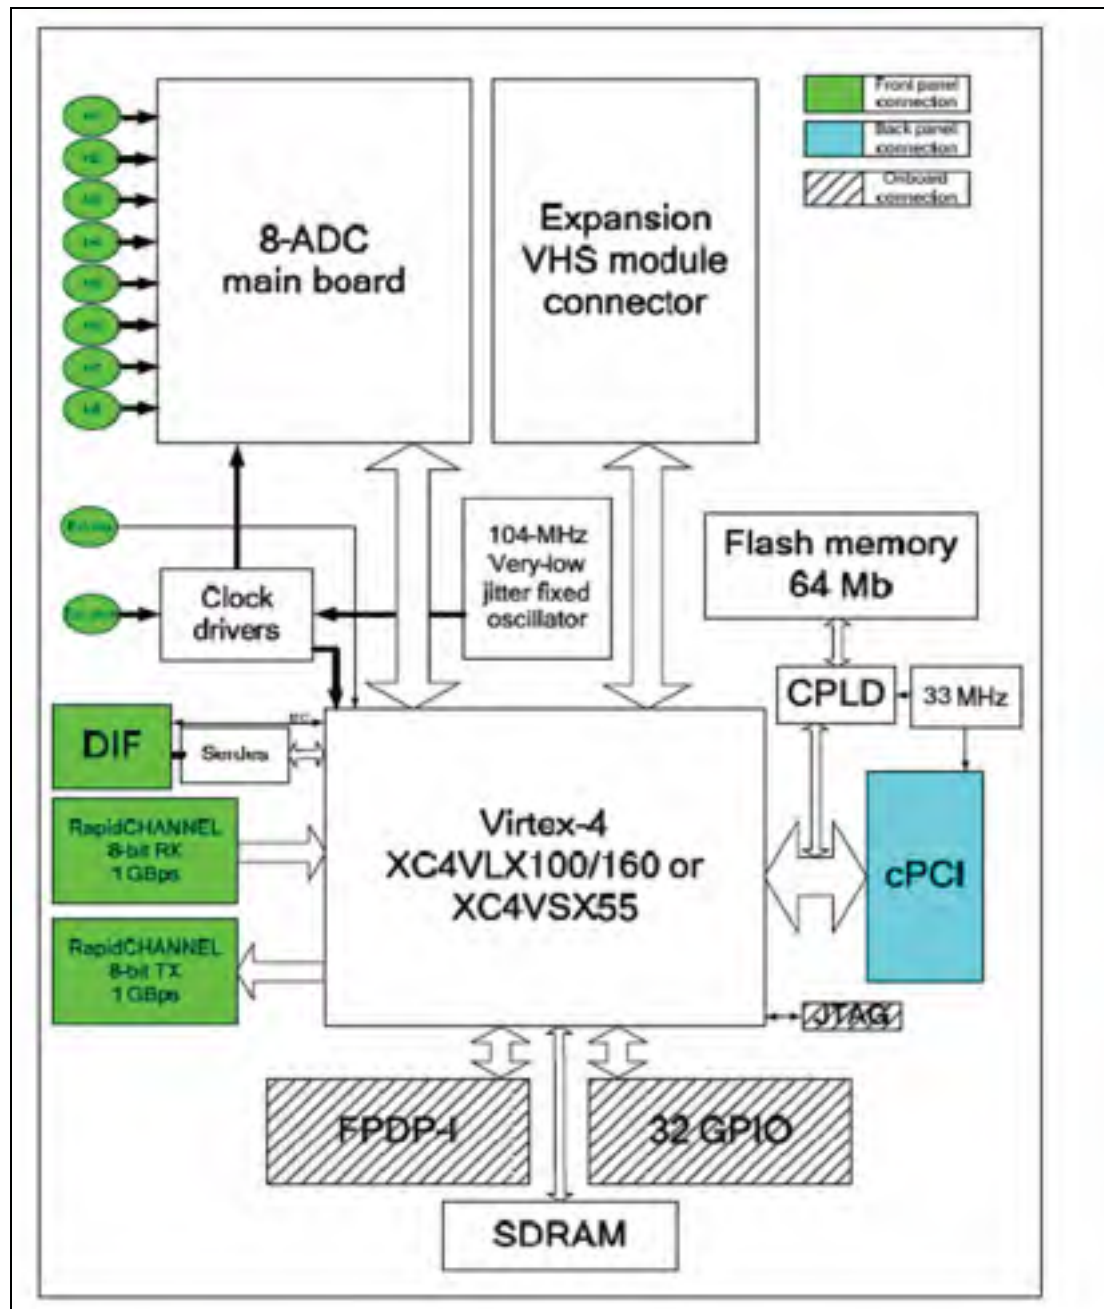 Front panel
connection
Back panel
connection
Onboard
connection
8-ADC
main board
Expansion
VHS module
connector
104-MHz
Very-low
jitter fixed
oscillator
Flash memory
64 Mb
Clock
drivers
CPLD
33 MHz
DIF
Serdes
RapidCHANNEL
8-bit RX
1 GBps
Virtex-4
XC4VLX100/160 or
XC4VSX55
cPCI
RapidCHANNEL
8-bit TX
1 GBps
JTAG
FPDP-I
32 GPIO
SDRAM